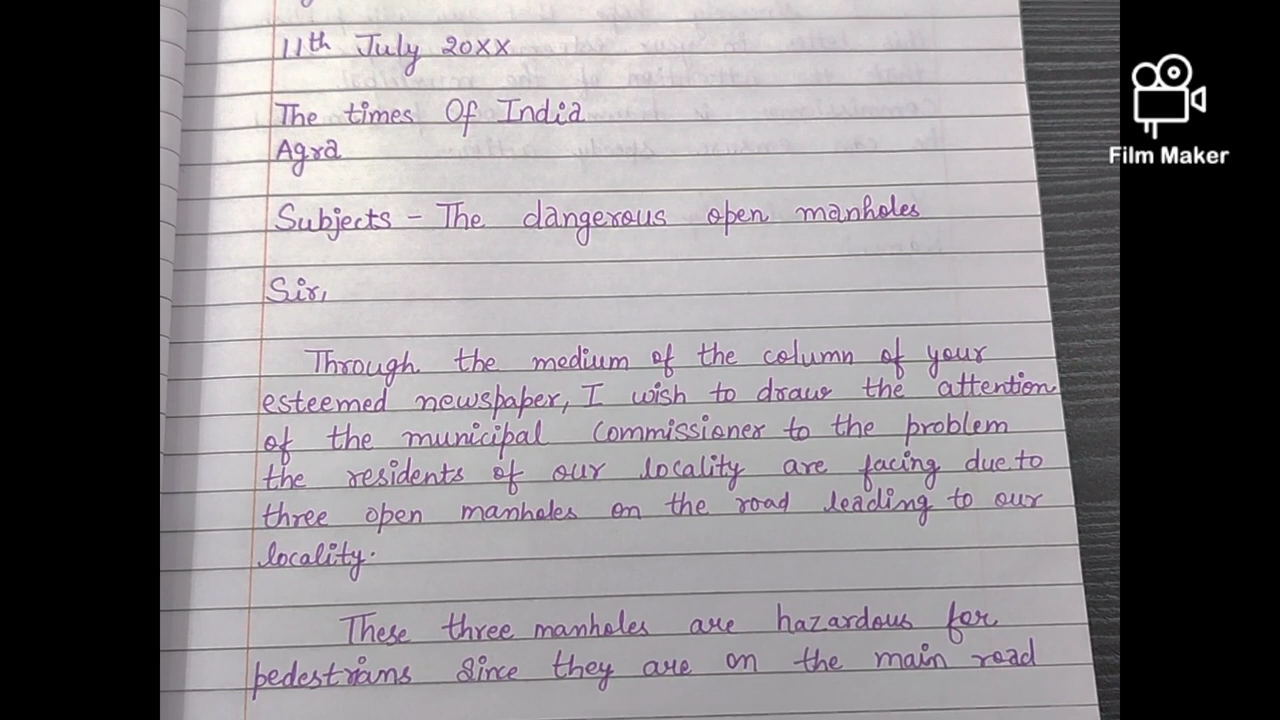 11th July 20XX
The times Of India
Agra
Subjects - The dangerous open manholes
Sir,
Through the medium of the column of your
esteemed newspaper, I wish to draw the attention
of the municipal Commissioner to the problem
the residents of our locality are facing due to
three open manholes on the road leading to our
locality.
These three manholes are hazardous for
pedestrians since they are on the main road
Film Maker